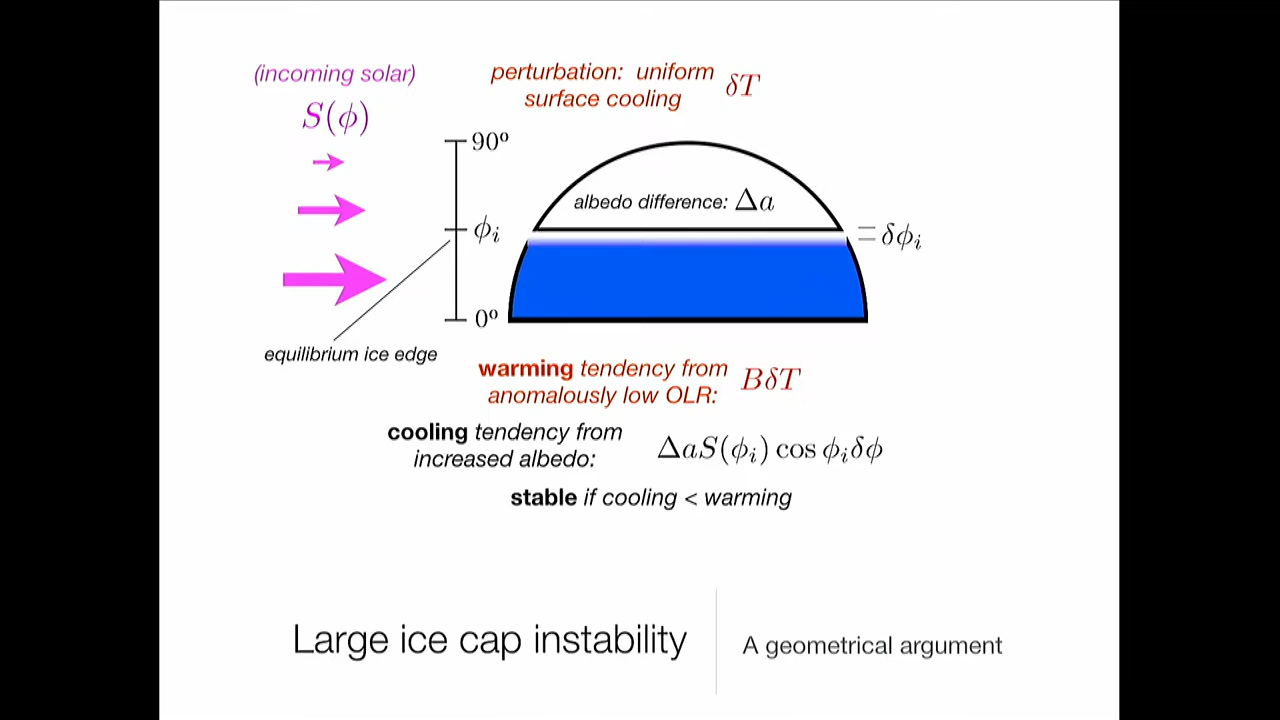 (incoming solar)
S(ϕ)
perturbation: uniform
surface cooling δT
90º
ϕᵢ
0º
albedo difference: Δa
δϕᵢ
equilibrium ice edge
warming tendency from
anomalously low OLR: BδT
cooling tendency from
increased albedo: ΔaS(ϕᵢ) cos ϕᵢδϕ
stable if cooling < warming
Large ice cap instability
A geometrical argument